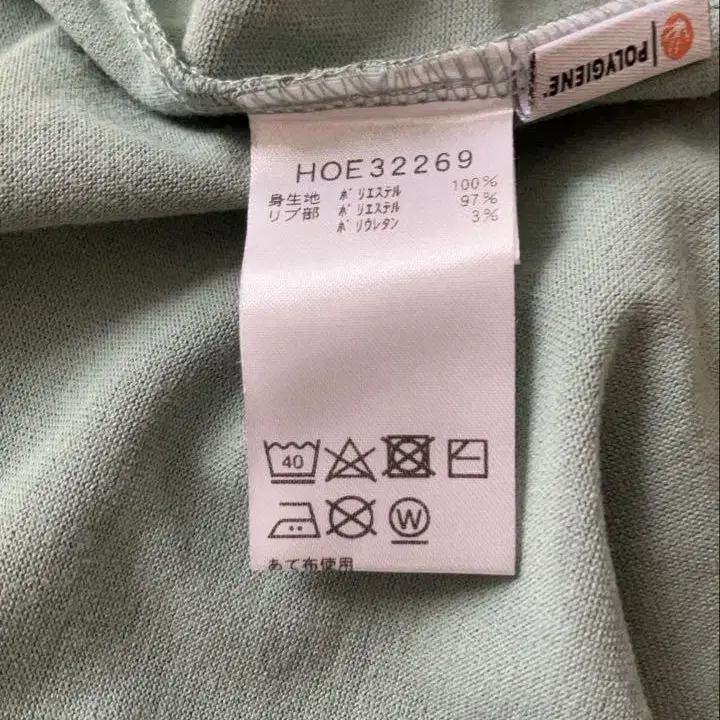 POLYGIENE®
HOE32269
身生地 ポリエステル 100%
リブ部 ポリエステル 97%
ポリウレタン 3%
40
W
あて布使用